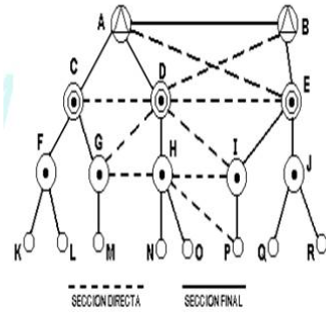 A B
C D E
F G H I J
K L M N O P Q R
SECCION DIRECTA SECCION FINAL